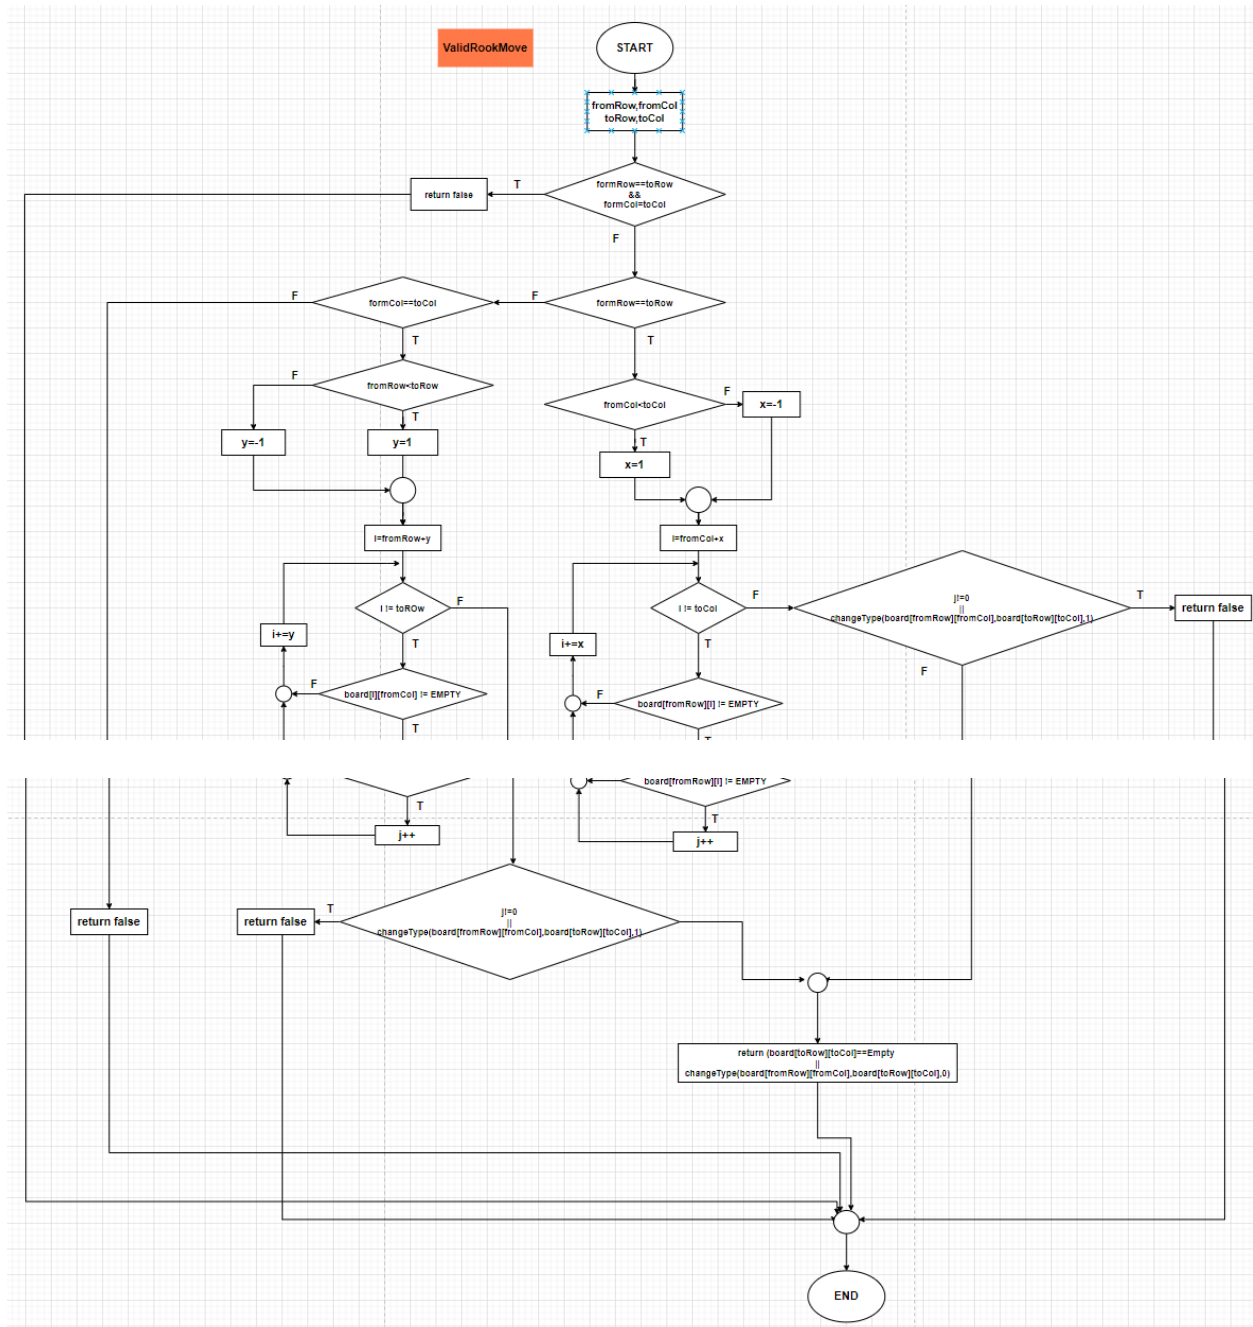 ValidRookMove
START
fromRow,fromCol
toRow,toCol
formRow==toRow
&&
formCol=toCol
T
return false
F
formRow==toRow
F
formCol==toCol
F
T
T
fromRow<toRow
F
T
fromCol<toCol
F
x=-1
T
y=-1
y=1
x=1
i=fromRow+y
i=fromCol+x
i != toROw
F
T
i+=y
i != toCol
F
T
i+=x
j!=0
||
changeType(board[fromRow][fromCol],board[toRow][toCol],1)
T
return false
F
board[i][fromCol] != EMPTY
F
T
board[fromRow][i] != EMPTY
F
T
board[fromRow][i] != EMPTY
T
T
j++
j++
return false
return false
T
j!=0
||
changeType(board[fromRow][fromCol],board[toRow][toCol],1)
return (board[toRow][toCol]==Empty
||
changeType(board[fromRow][fromCol],board[toRow][toCol],0)
END